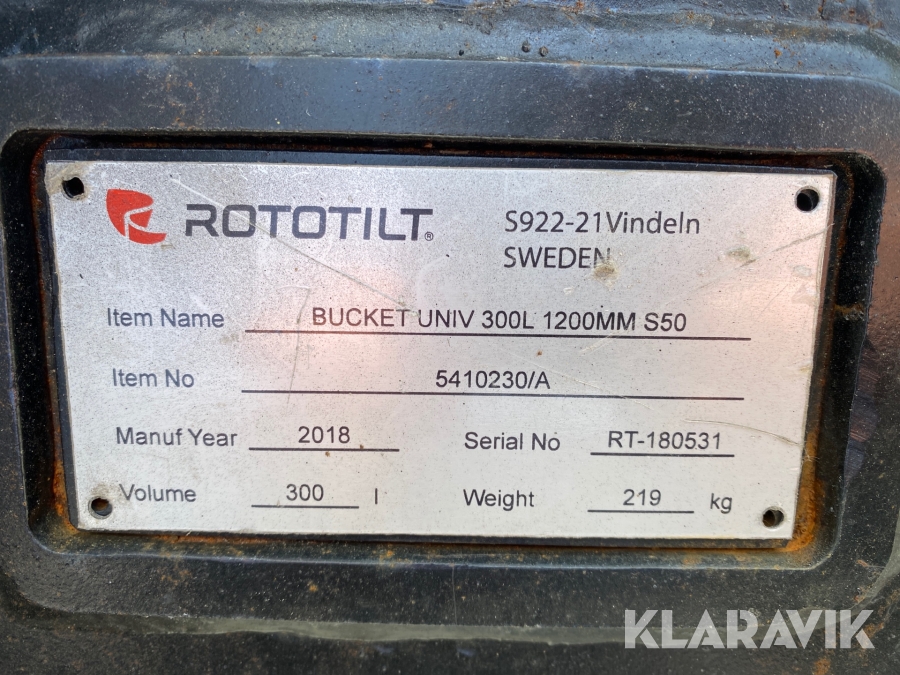 ROTOTILT®
S922-21Vindeln
SWEDEN
Item Name BUCKET UNIV 300L 1200MM S50
Item No 5410230/A
Manuf Year 2018 Serial No RT-180531
Volume 300 l Weight 219 kg
KLARAVIK